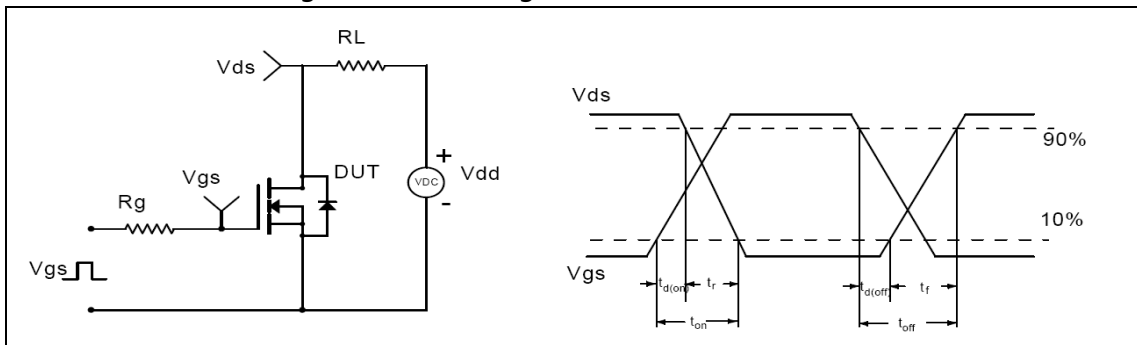 RL
Vds
+
Vdd
-
VDC
DUT
Vgs
Rg
Vgs
Vds
90%
10%
Vgs
td(on)
tr
td(off)
tf
ton
toff